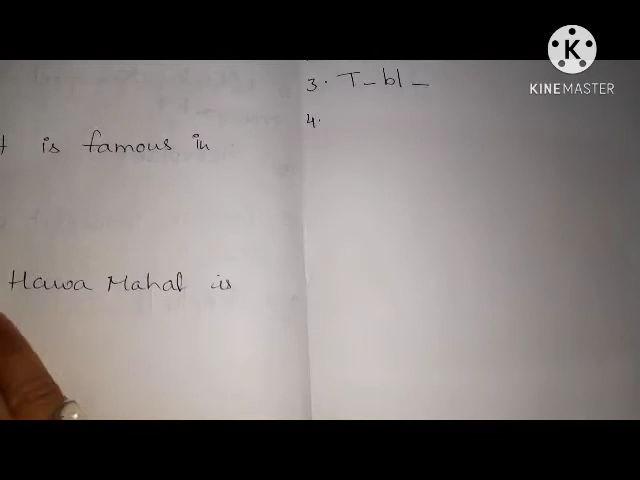 KINEMASTER
3. T_bl_
4.
is famous in
Hawa Mahal is